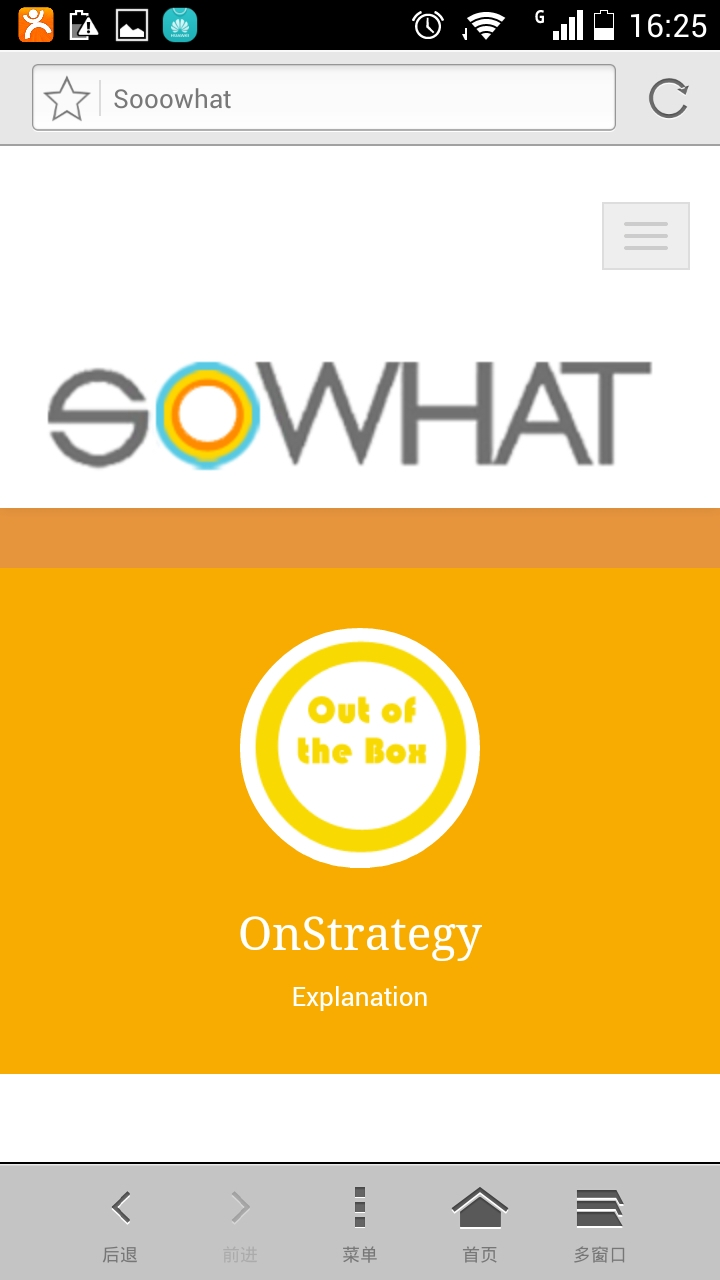 G 16:25
Sooowhat
SOWHAT
Out of
the Box
OnStrategy
Explanation
后退 前进 菜单 首页 多窗口